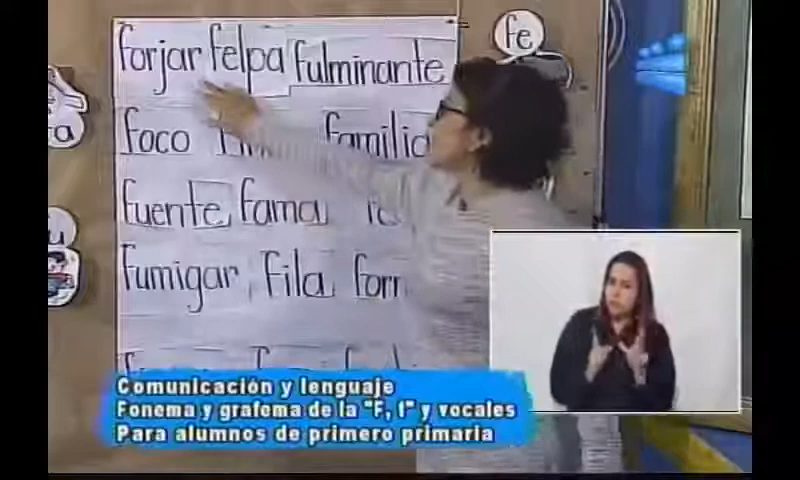 forjar felpa fulminante
fe
foco familia
fuente fama
fumigar fila
Comunicación y lenguaje
Fonema y grafema de la "F, f" y vocales
Para alumnos de primero primaria